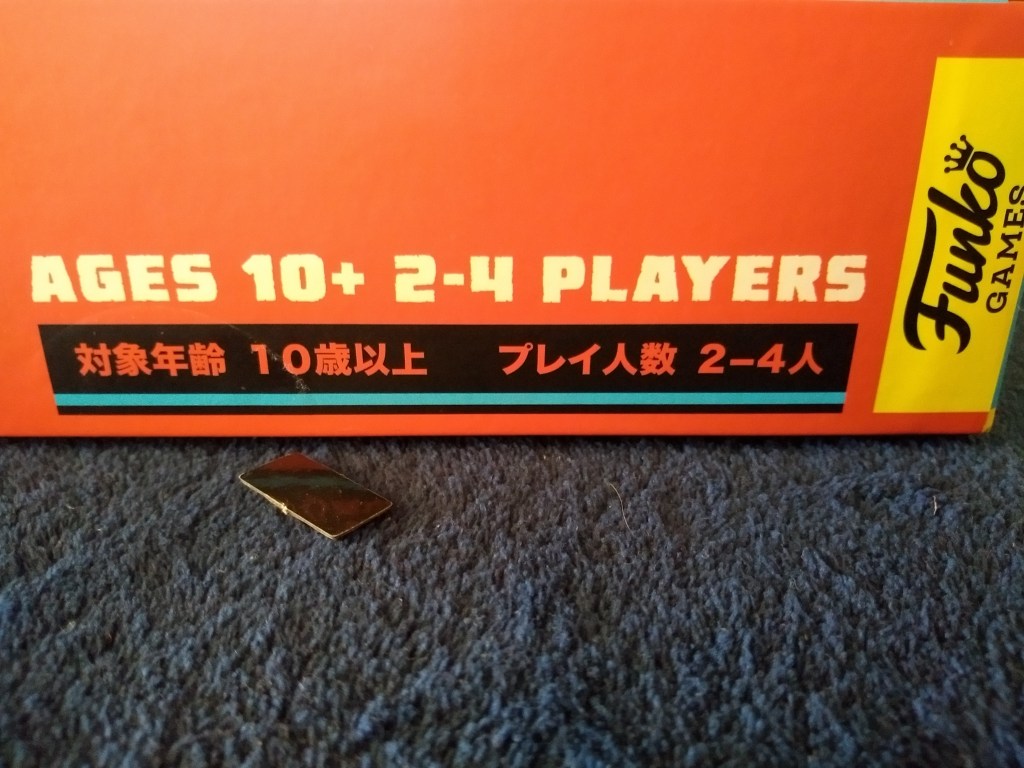 AGES 10+ 2-4 PLAYERS
対象年齢 10歳以上 プレイ人数 2–4人
Funko
GAMES